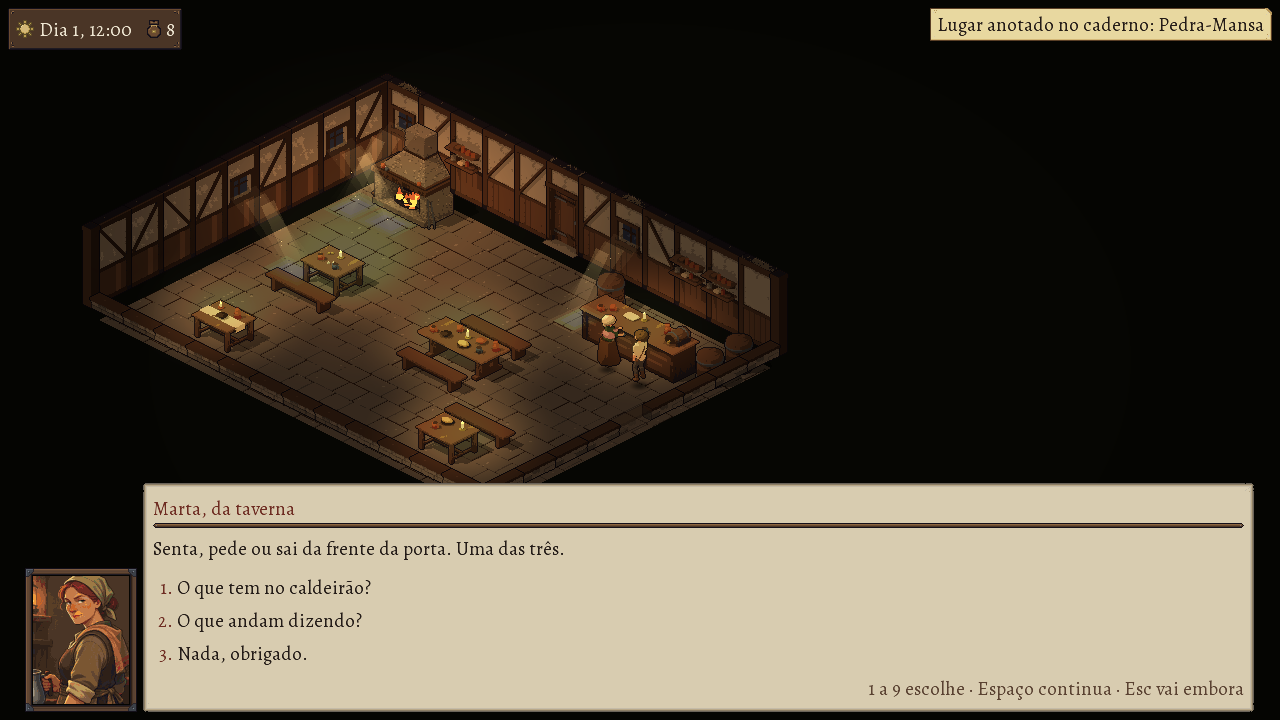 Dia 1, 12:00 8
Lugar anotado no caderno: Pedra-Mansa
Marta, da taverna
Senta, pede ou sai da frente da porta. Uma das três.
1. O que tem no caldeirão?
2. O que andam dizendo?
3. Nada, obrigado.
1 a 9 escolhe · Espaço continua · Esc vai embora